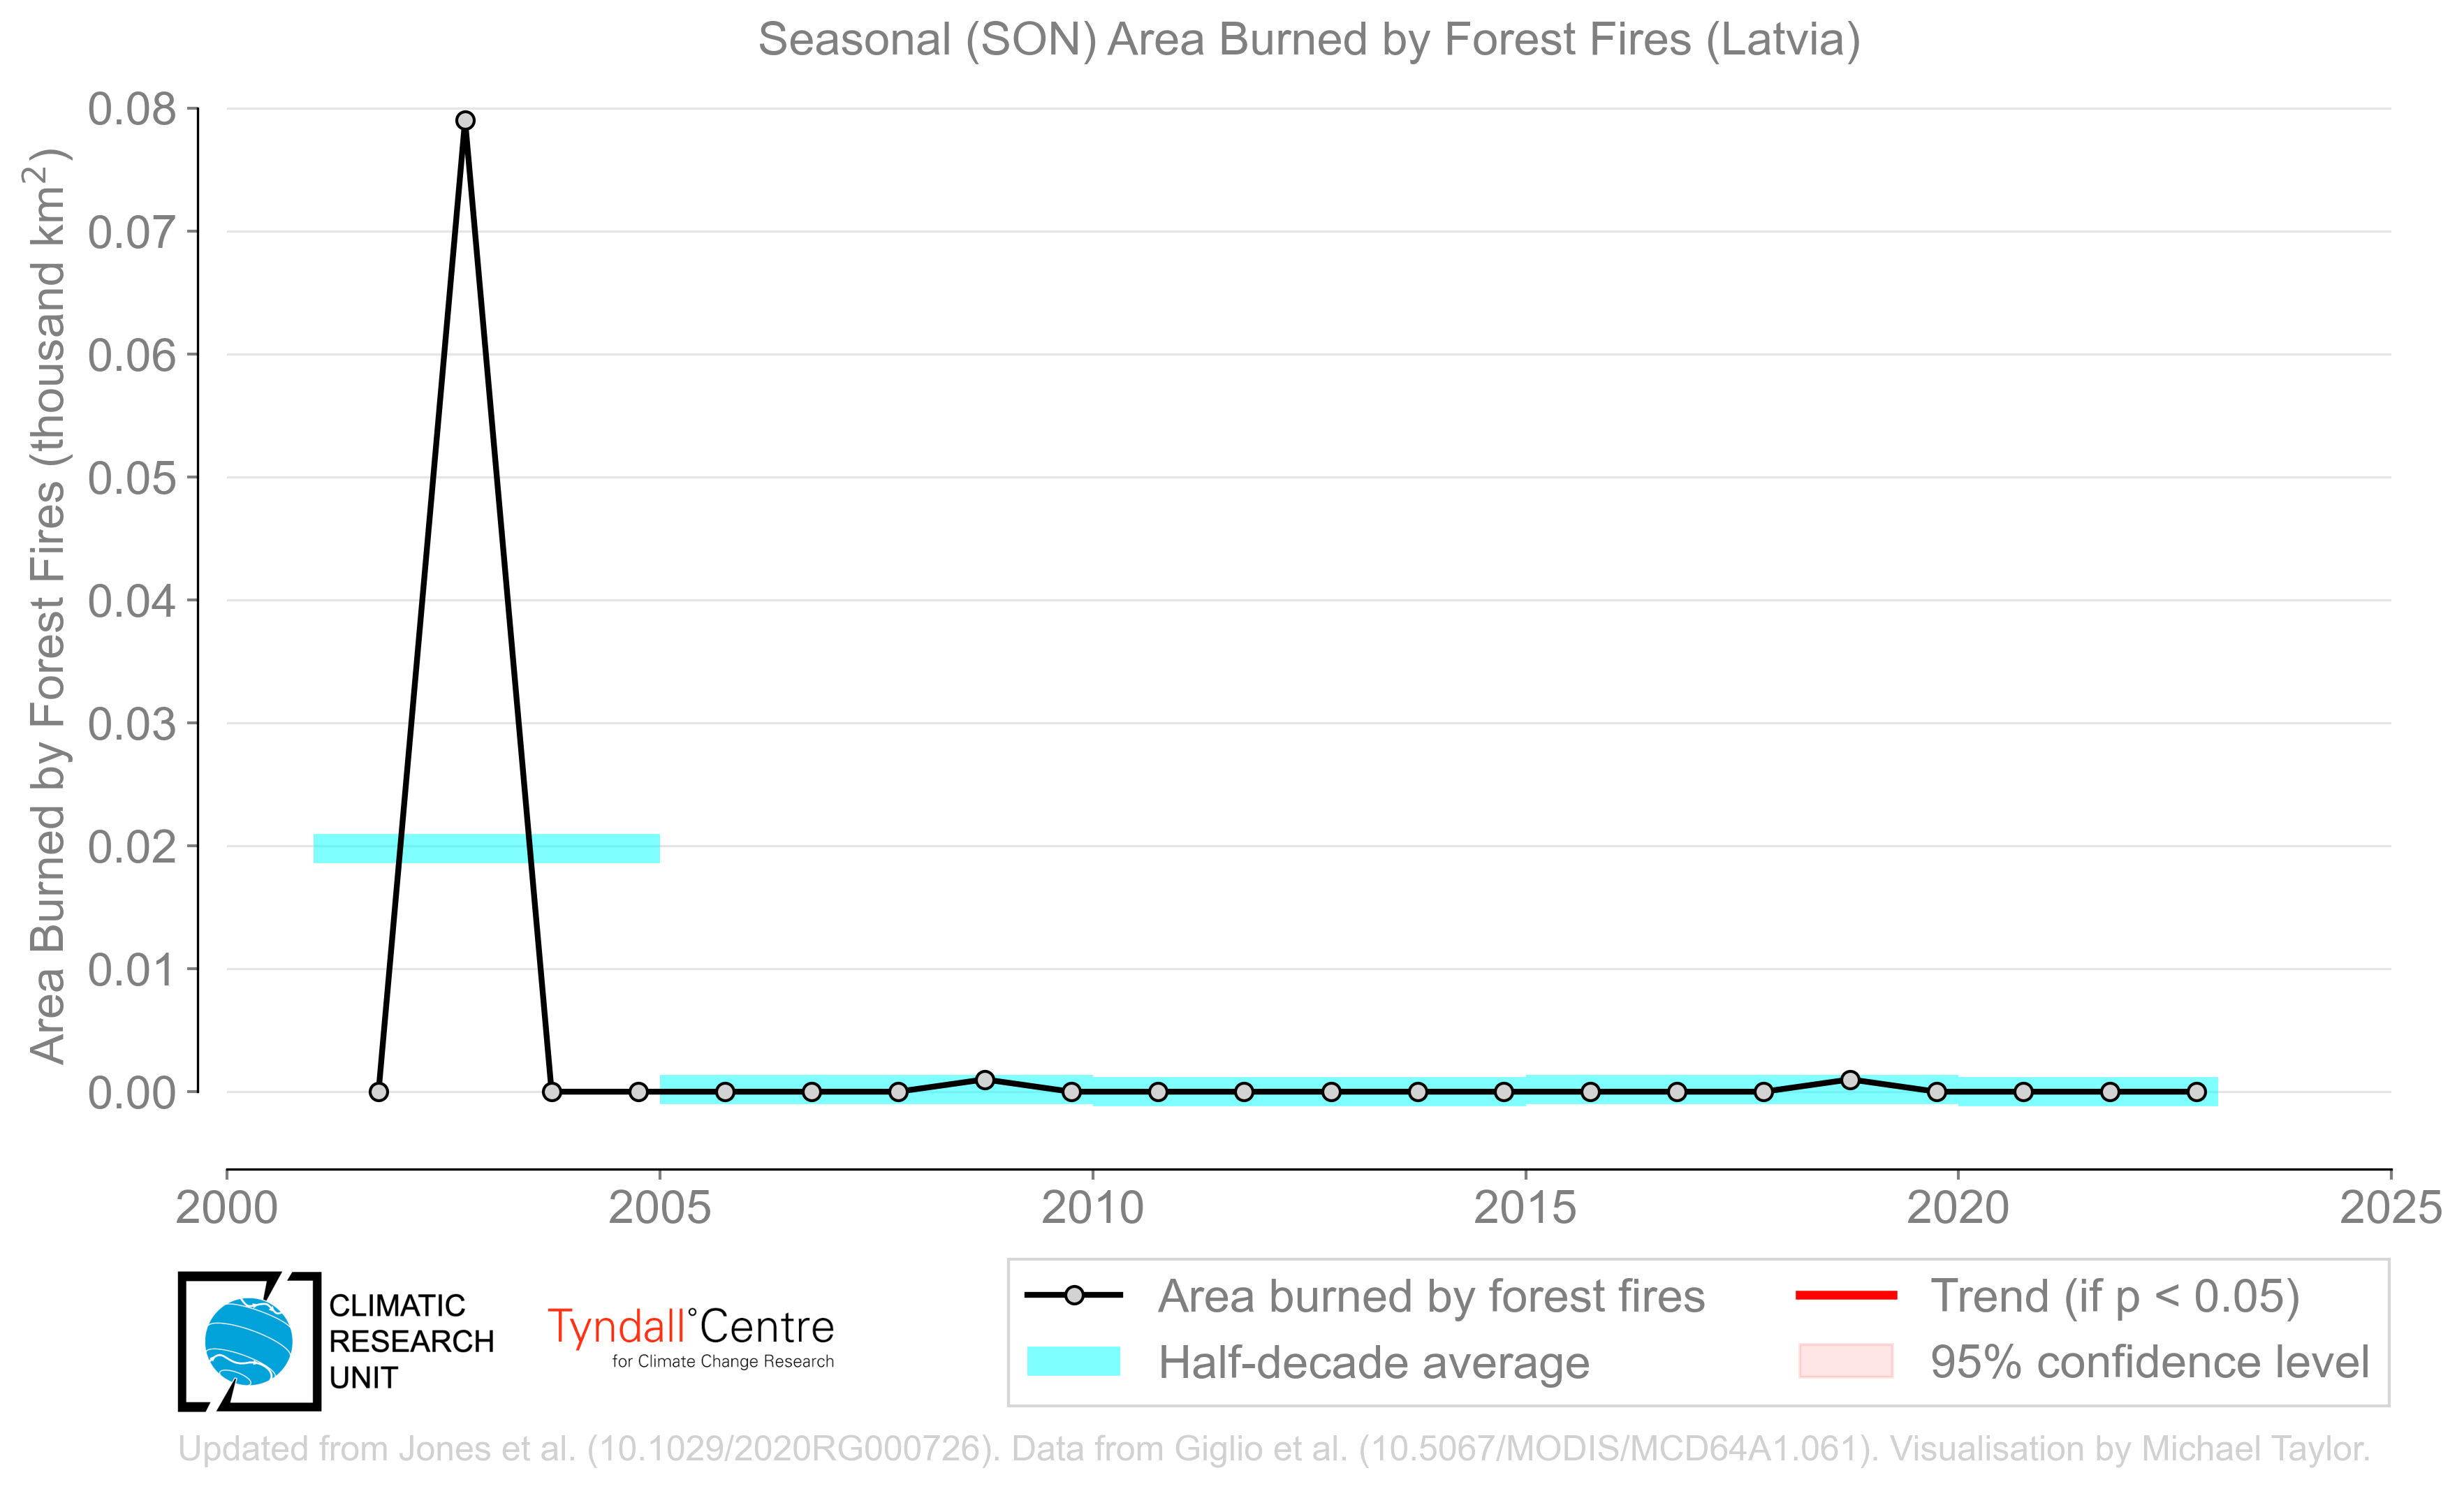 Seasonal (SON) Area Burned by Forest Fires (Latvia)
Area Burned by Forest Fires (thousand km²)
0.08
0.07
0.06
0.05
0.04
0.03
0.02
0.01
0.00
2000 2005 2010 2015 2020 2025
CLIMATIC
RESEARCH
UNIT
Tyndall°Centre
for Climate Change Research
Area burned by forest fires
Half-decade average
Trend (if p < 0.05)
95% confidence level
Updated from Jones et al. (10.1029/2020RG000726). Data from Giglio et al. (10.5067/MODIS/MCD64A1.061). Visualisation by Michael Taylor.